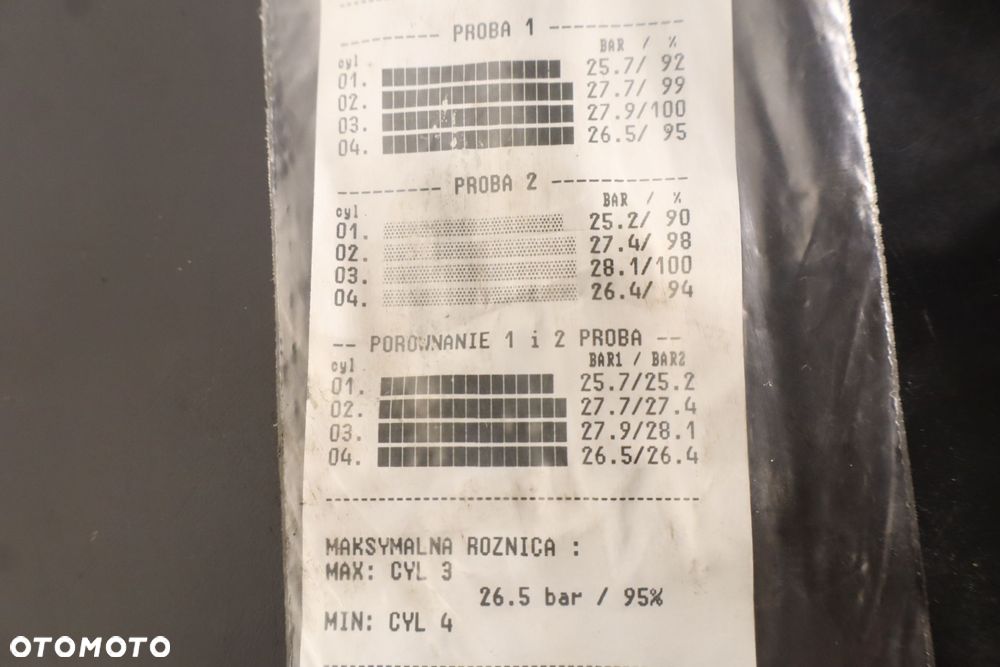 --------- PROBA 1 -----------
cyl BAR / %
01. 25.7/ 92
02. 27.7/ 99
03. 27.9/100
04. 26.5/ 95
--------- PROBA 2 ------------
cyl BAR / %
01. 25.2/ 90
02. 27.4/ 98
03. 28.1/100
04. 26.4/ 94
-- POROWNANIE 1 i 2 PROBA --
cyl BAR1 / BAR2
01. 25.7/25.2
02. 27.7/27.4
03. 27.9/28.1
04. 26.5/26.4
MAKSYMALNA ROZNICA :
MAX: CYL 3
26.5 bar / 95%
MIN: CYL 4
OTOMOTO